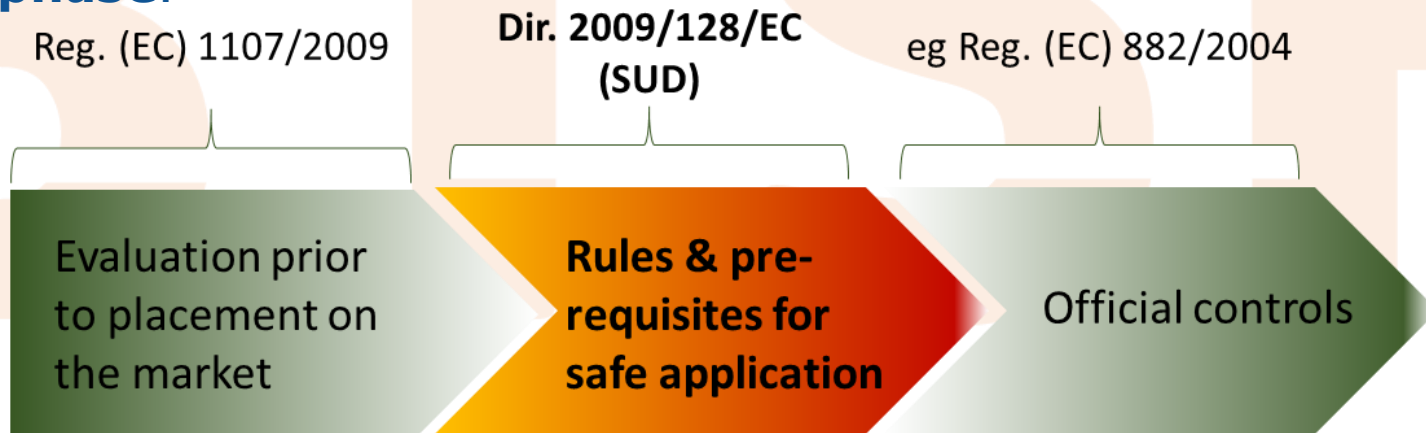 phase.
Reg. (EC) 1107/2009
Dir. 2009/128/EC
(SUD)
eg Reg. (EC) 882/2004
Evaluation prior
to placement on
the market
Rules & pre-
requisites for
safe application
Official controls